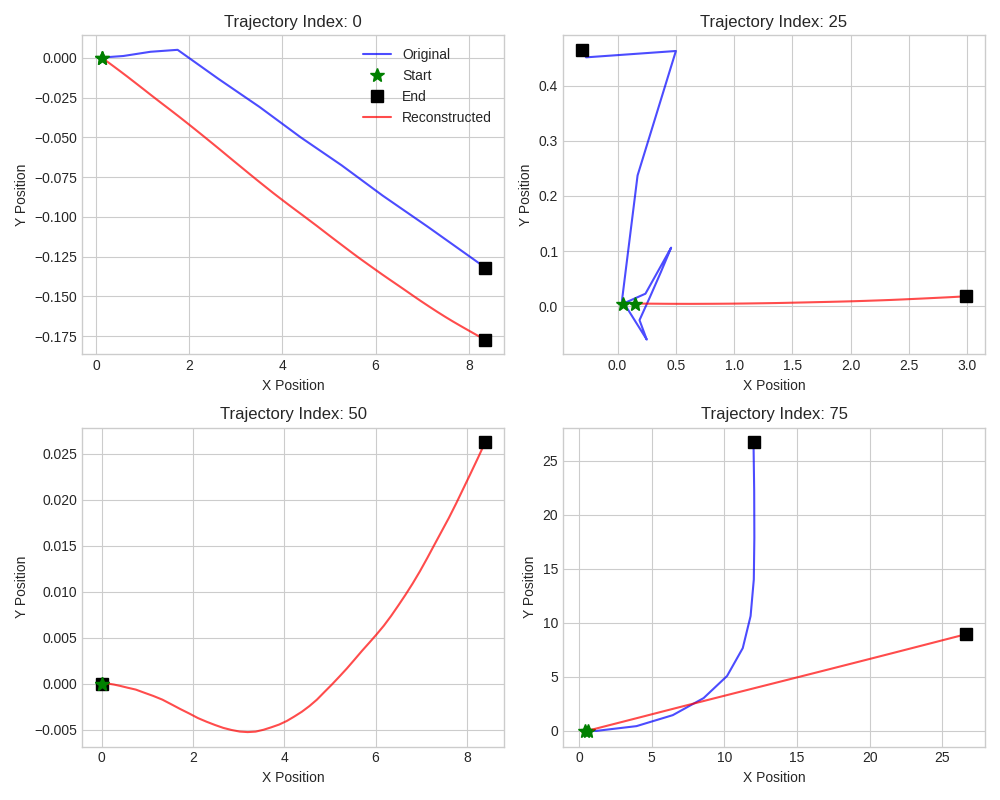 Trajectory Index: 0
0.000
−0.025
−0.050
−0.075
−0.100
−0.125
−0.150
−0.175
Y Position
0 2 4 6 8
X Position
Original
Start
End
Reconstructed
Trajectory Index: 25
0.4
0.3
0.2
0.1
0.0
Y Position
0.0 0.5 1.0 1.5 2.0 2.5 3.0
X Position
Trajectory Index: 50
0.025
0.020
0.015
0.010
0.005
0.000
−0.005
Y Position
0 2 4 6 8
X Position
Trajectory Index: 75
25
20
15
10
5
0
Y Position
0 5 10 15 20 25
X Position